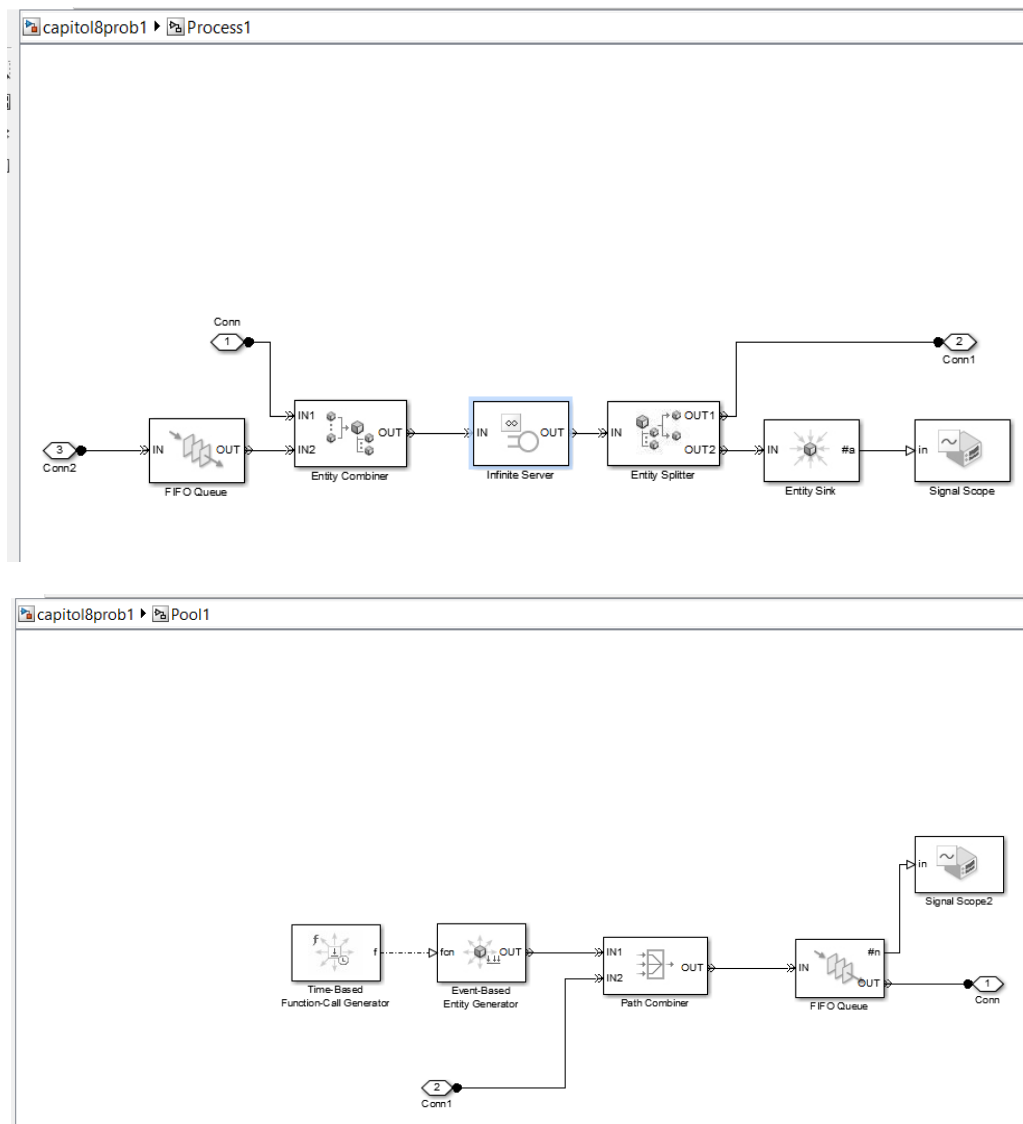 capitol8prob1 Process1
Conn
1
2
Conn1
IN1
OUT1
3
Conn2
IN OUT
FIFO Queue
IN2
OUT
Entity Combiner
∞
IN OUT
Infinite Server
IN
OUT2
Entity Splitter
IN #a
Entity Sink
in
Signal Scope
capitol8prob1 Pool1
in
Signal Scope2
f f
Time-Based
Function-Call Generator
fcn OUT
Event-Based
Entity Generator
IN1
IN2
OUT
Path Combiner
#n
IN
OUT
FIFO Queue
1
Conn
2
Conn1